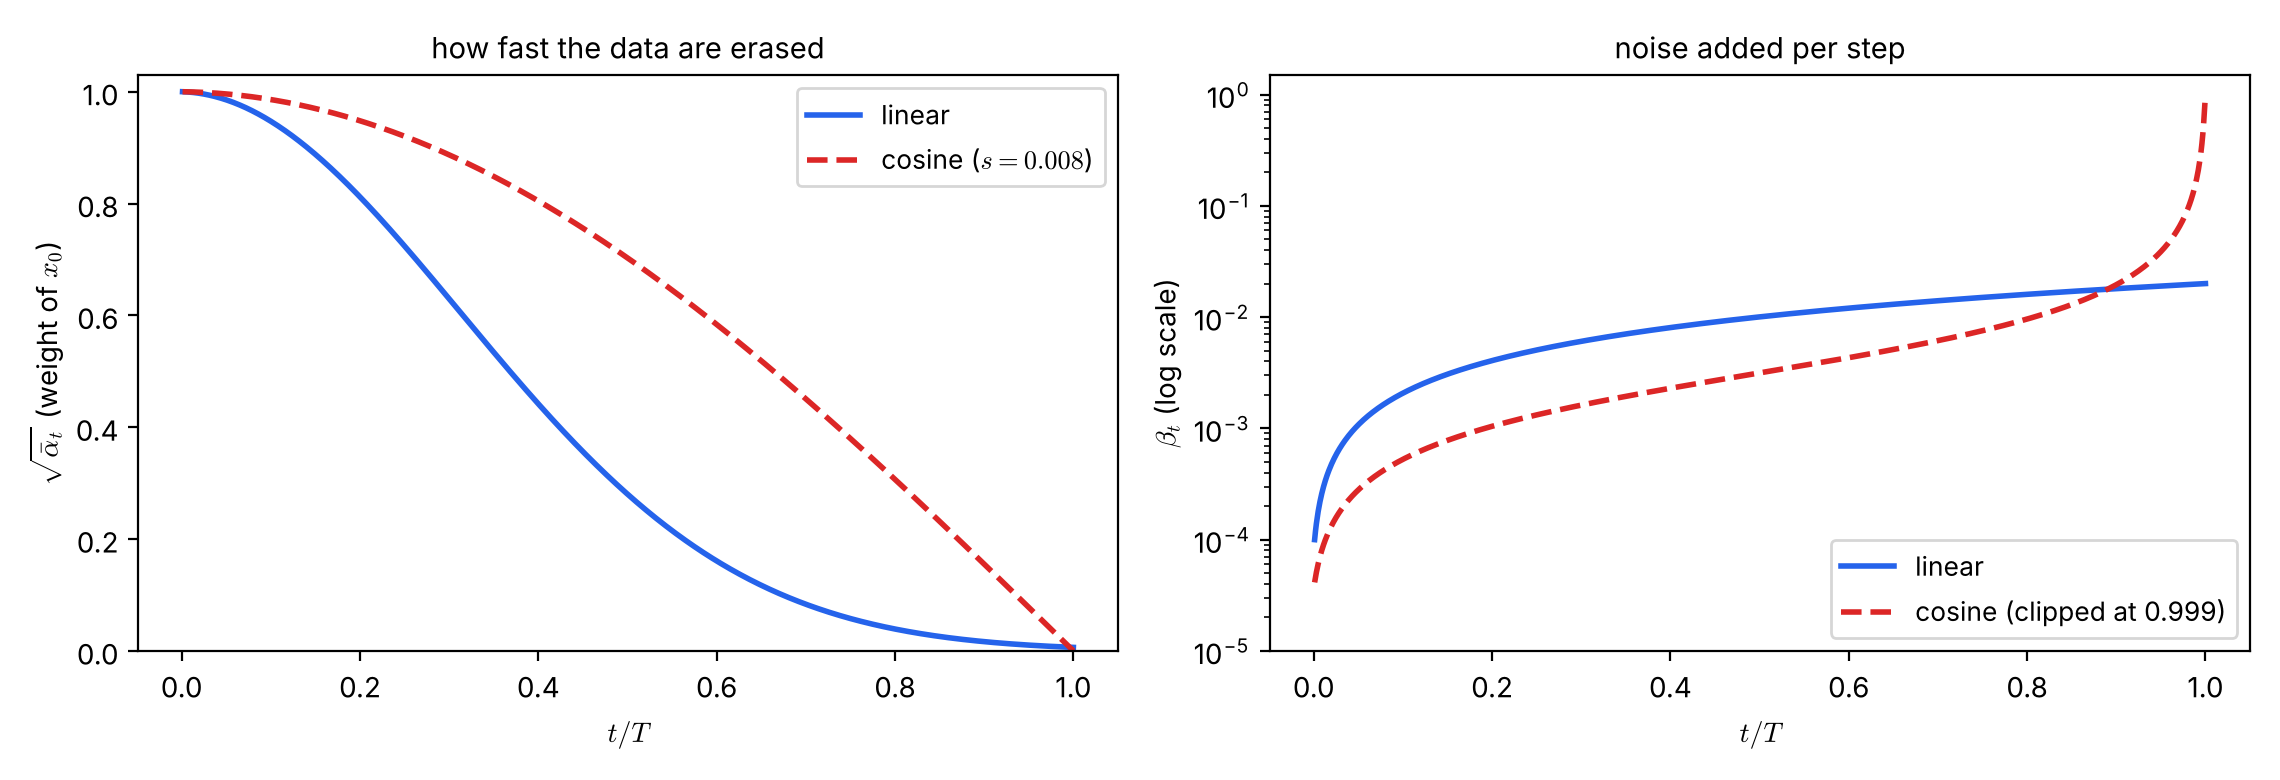 how fast the data are erased
√ᾱ_t (weight of x_0)
1.0
0.8
0.6
0.4
0.2
0.0
linear
cosine (s = 0.008)
0.0 0.2 0.4 0.6 0.8 1.0
t/T
noise added per step
β_t (log scale)
10^0
10^−1
10^−2
10^−3
10^−4
10^−5
linear
cosine (clipped at 0.999)
0.0 0.2 0.4 0.6 0.8 1.0
t/T